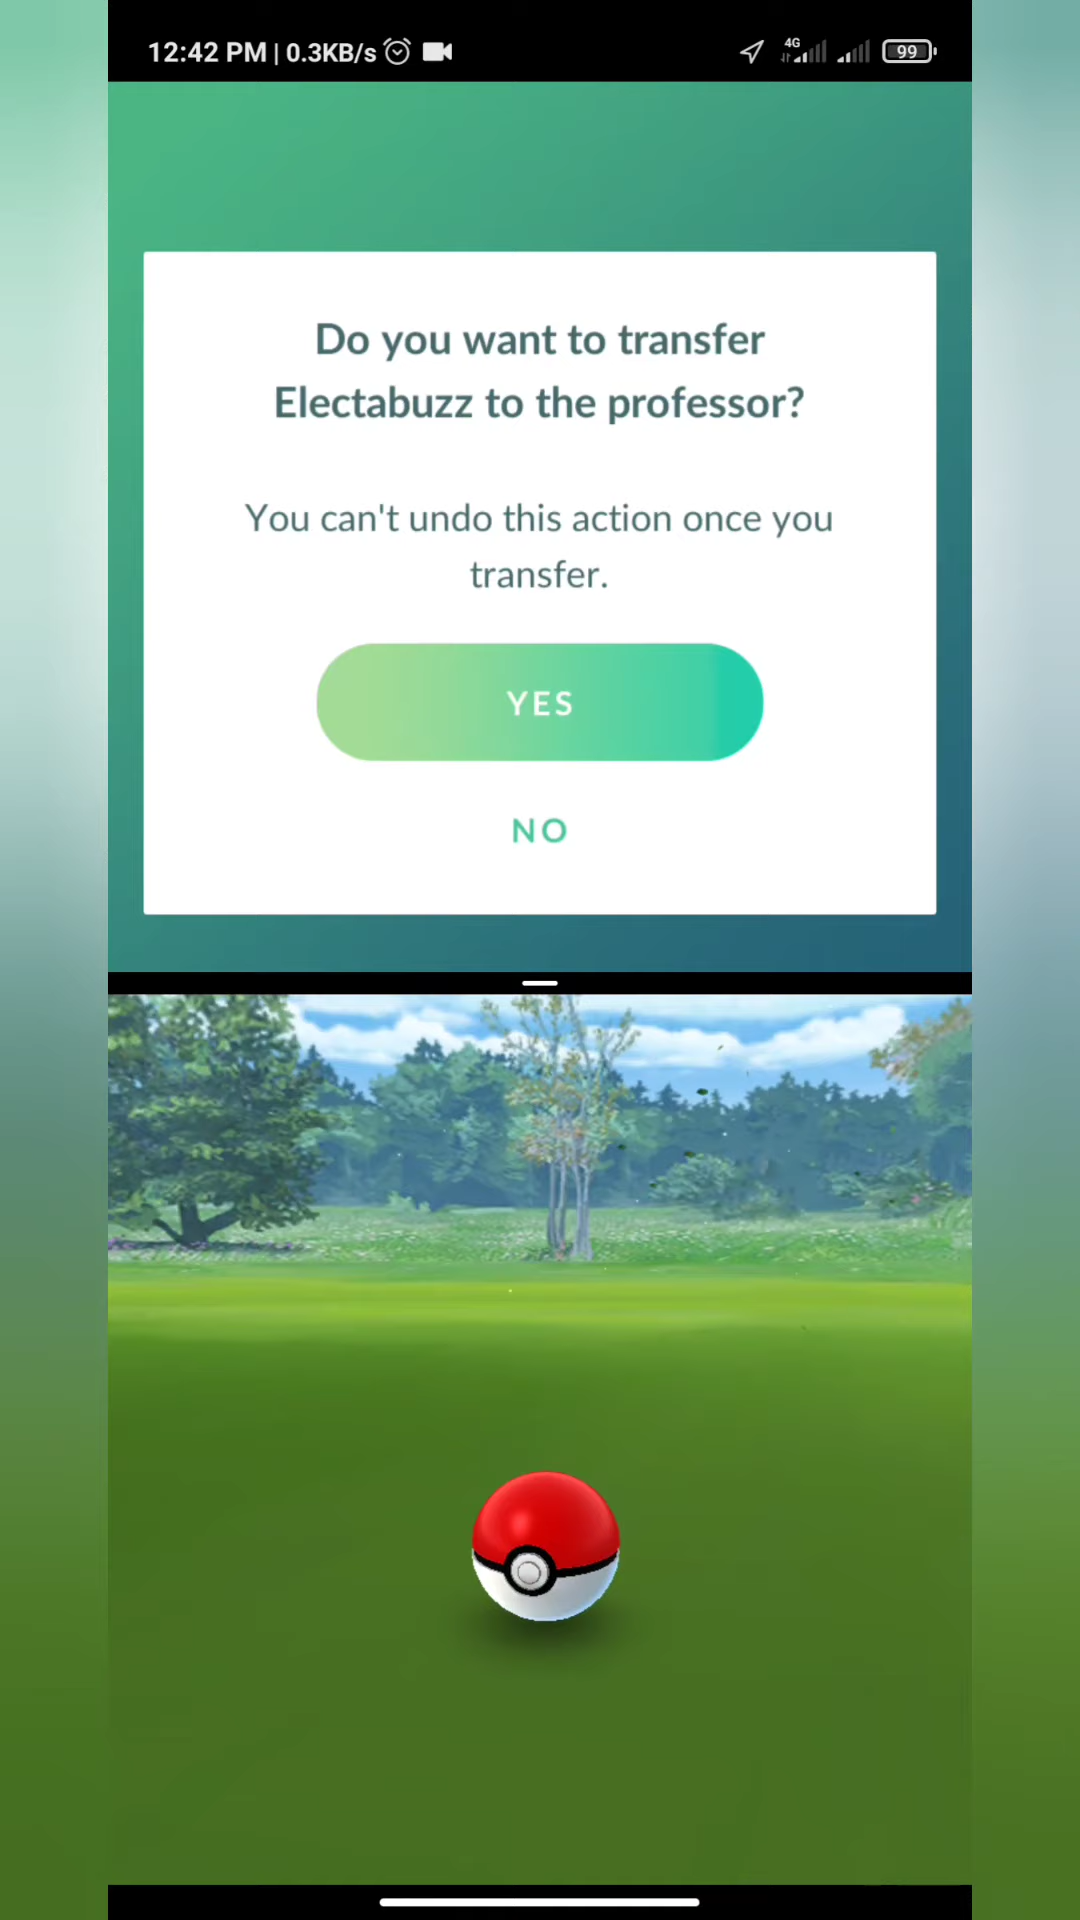 12:42 PM | 0.3KB/s 4G 99
Do you want to transfer
Electabuzz to the professor?
You can't undo this action once you
transfer.
YES
NO